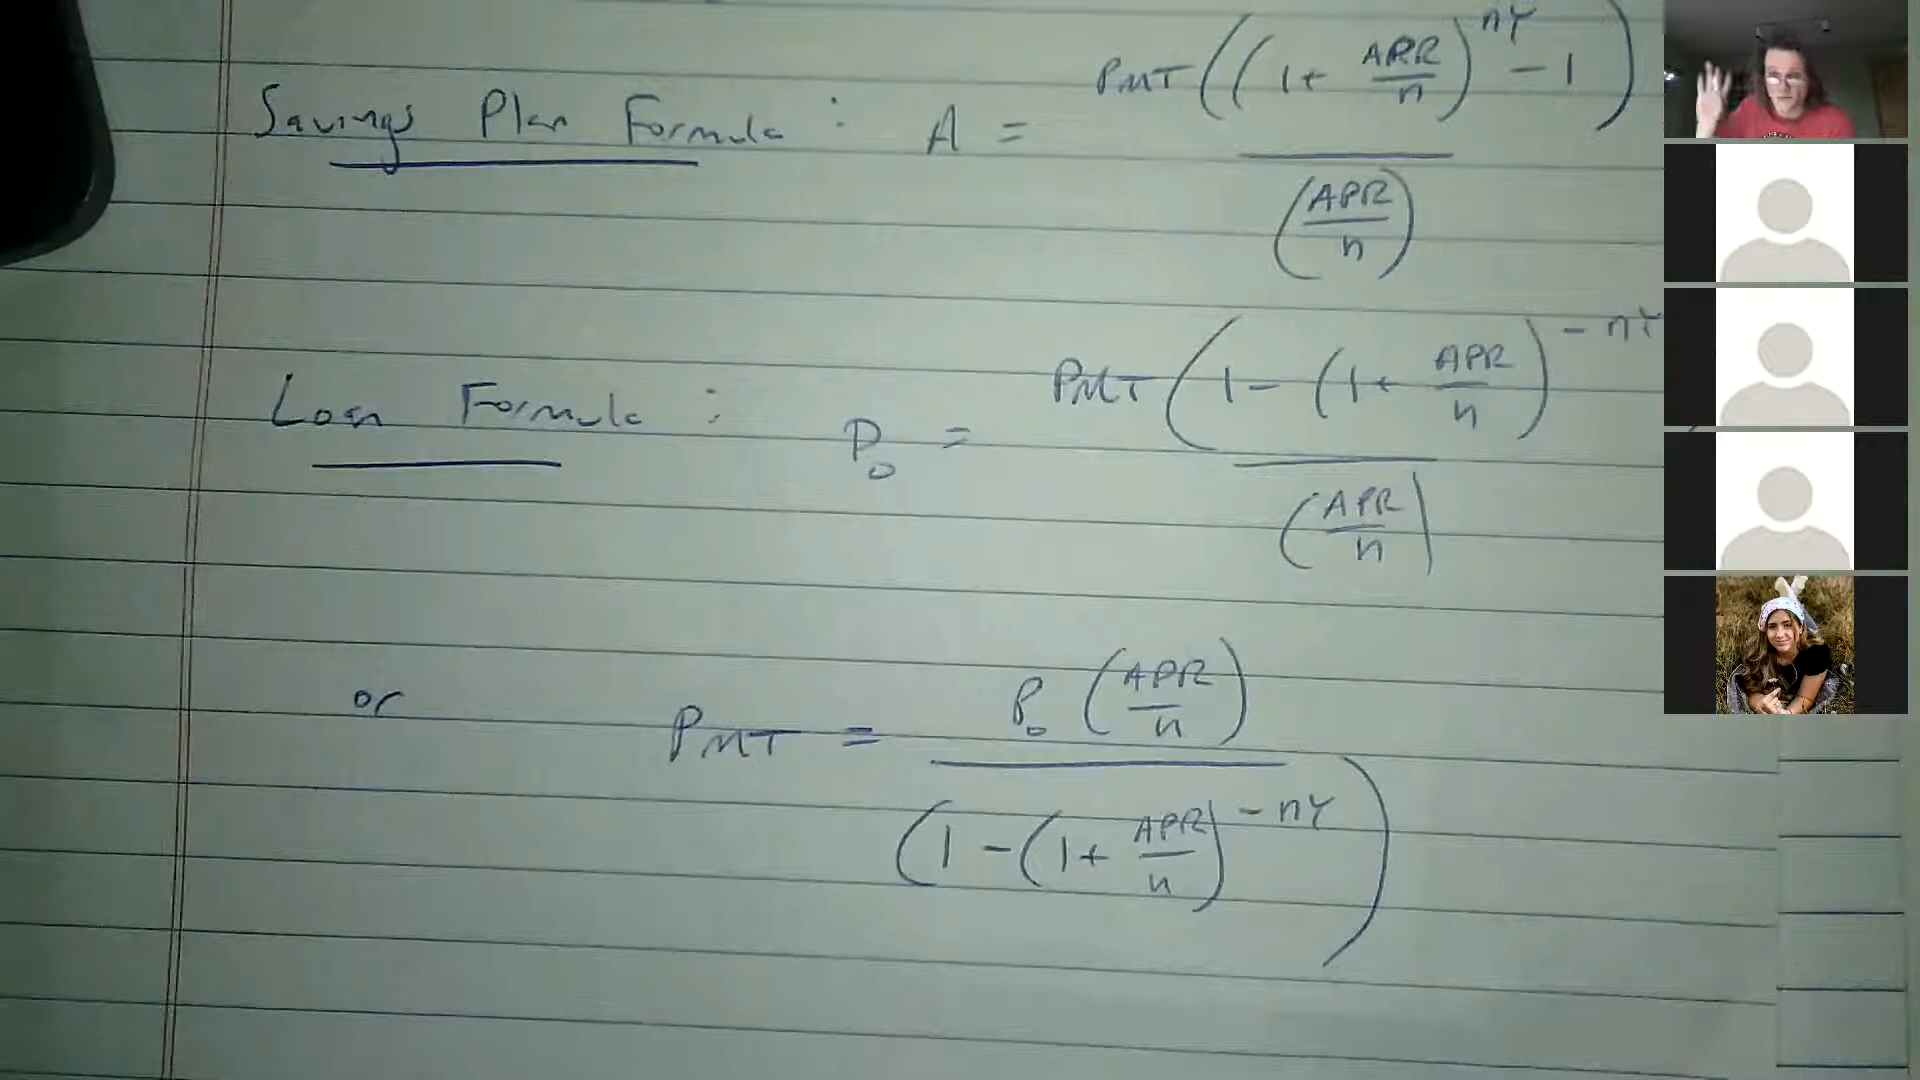 Savings Plan Formula : A = PMT((1 + APR/n)^nY - 1) / (APR/n)
Loan Formula : P₀ = PMT(1 - (1 + APR/n)^-nY / (APR/n)
or PMT = P₀ (APR/n) / (1 - (1 + APR/n)^-nY)